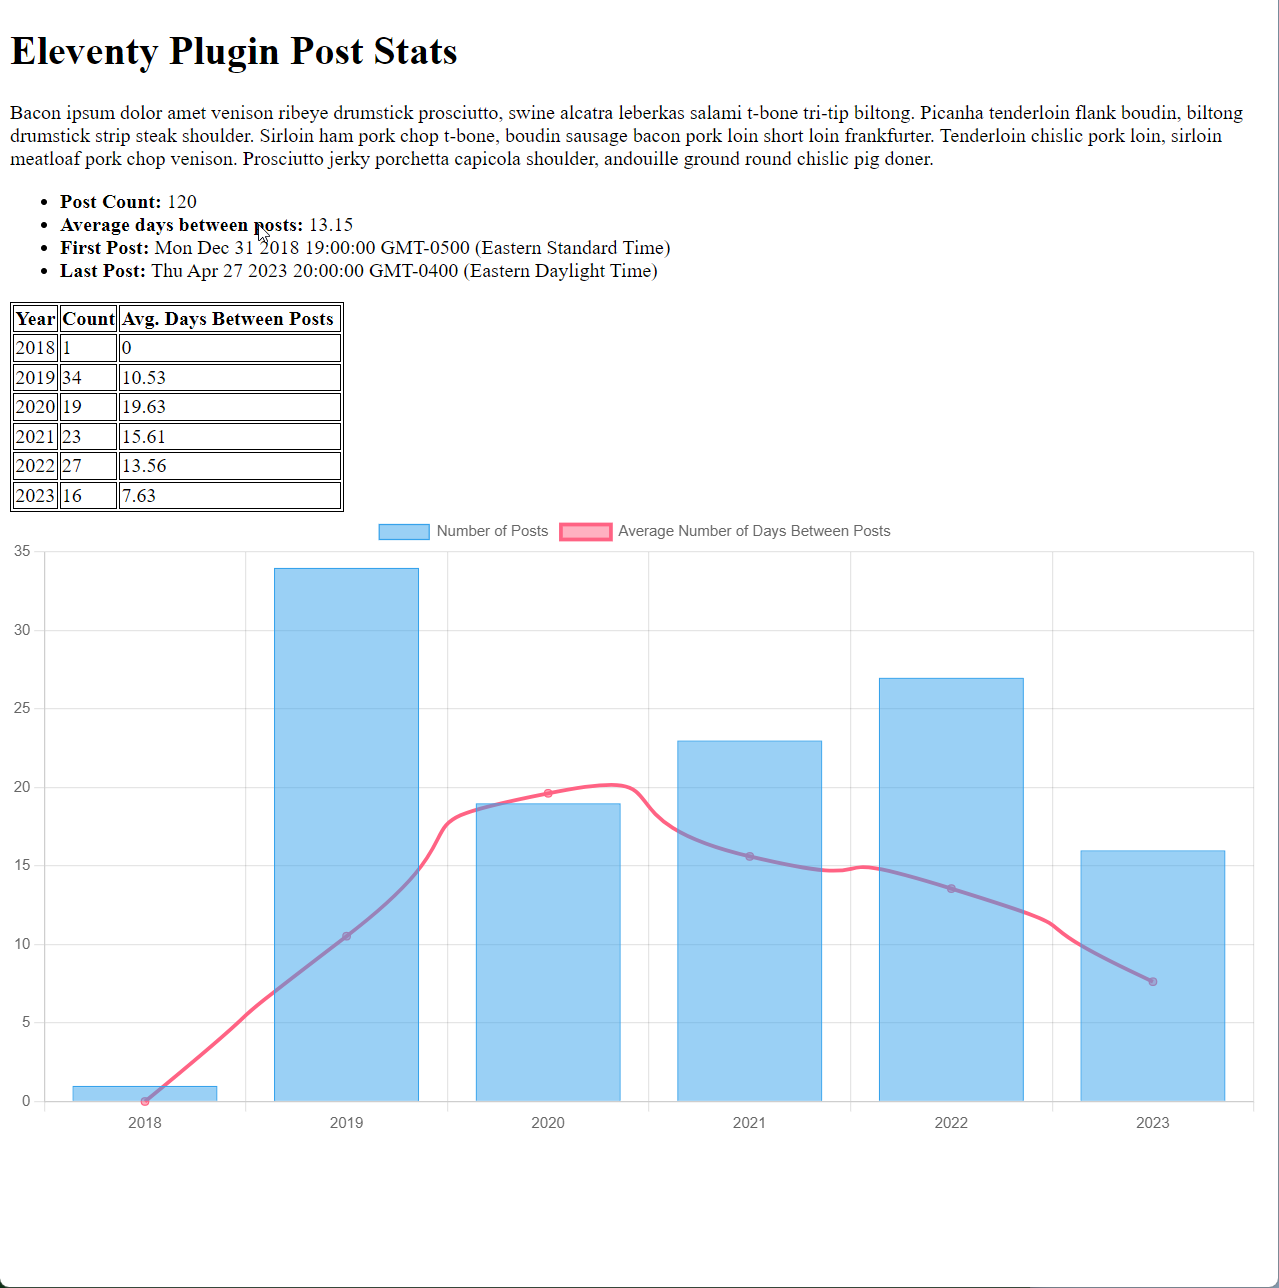 Eleventy Plugin Post Stats
Bacon ipsum dolor amet venison ribeye drumstick prosciutto, swine alcatra leberkas salami t-bone tri-tip biltong. Picanha tenderloin flank boudin, biltong
drumstick strip steak shoulder. Sirloin ham pork chop t-bone, boudin sausage bacon pork loin short loin frankfurter. Tenderloin chislic pork loin, sirloin
meatloaf pork chop venison. Prosciutto jerky porchetta capicola shoulder, andouille ground round chislic pig doner.
• Post Count: 120
• Average days between posts: 13.15
• First Post: Mon Dec 31 2018 19:00:00 GMT-0500 (Eastern Standard Time)
• Last Post: Thu Apr 27 2023 20:00:00 GMT-0400 (Eastern Daylight Time)
Year Count Avg. Days Between Posts
2018 1 0
2019 34 10.53
2020 19 19.63
2021 23 15.61
2022 27 13.56
2023 16 7.63
Number of Posts Average Number of Days Between Posts
35
30
25
20
15
10
5
0
2018 2019 2020 2021 2022 2023